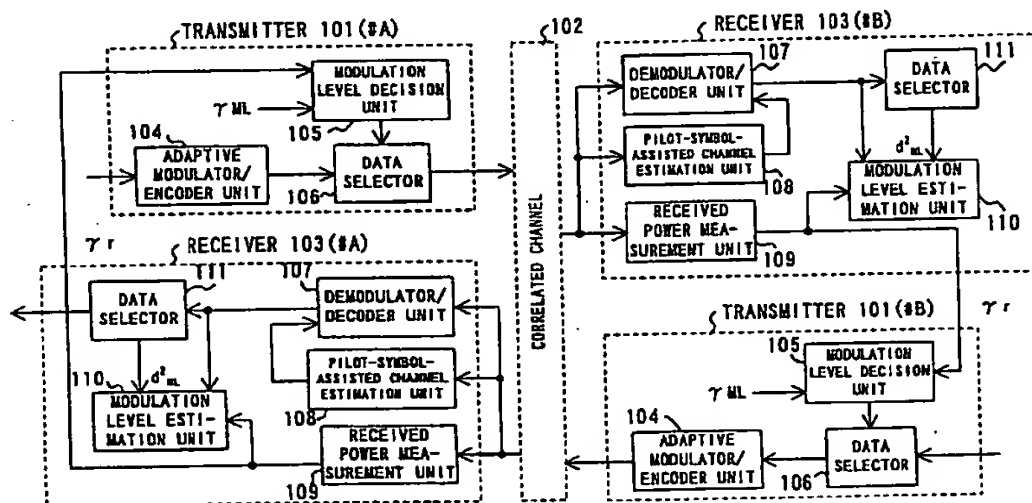 TRANSMITTER 101(#A)
MODULATION
LEVEL DECISION
UNIT
γ ML
105
104
ADAPTIVE
MODULATOR/
ENCODER UNIT
DATA
SELECTOR
106
102
CORRELATED CHANNEL
RECEIVER 103(#B)
107
DEMODULATOR/
DECODER UNIT
111
DATA
SELECTOR
PILOT-SYMBOL-
ASSISTED CHANNEL
ESTIMATION UNIT
108
d²ML
MODULATION
LEVEL ESTI-
MATION UNIT
110
RECEIVED
POWER MEA-
SUREMENT UNIT
109
γ r
RECEIVER 103(#A)
111
DATA
SELECTOR
107
DEMODULATOR/
DECODER UNIT
110
d²ML
MODULATION
LEVEL ESTI-
MATION UNIT
PILOT-SYMBOL-
ASSISTED CHANNEL
ESTIMATION UNIT
108
RECEIVED
POWER MEA-
SUREMENT UNIT
109
TRANSMITTER 101(#B)
γ r
105
MODULATION
LEVEL DECISION
UNIT
γ ML
104
ADAPTIVE
MODULATOR/
ENCODER UNIT
DATA
SELECTOR
106